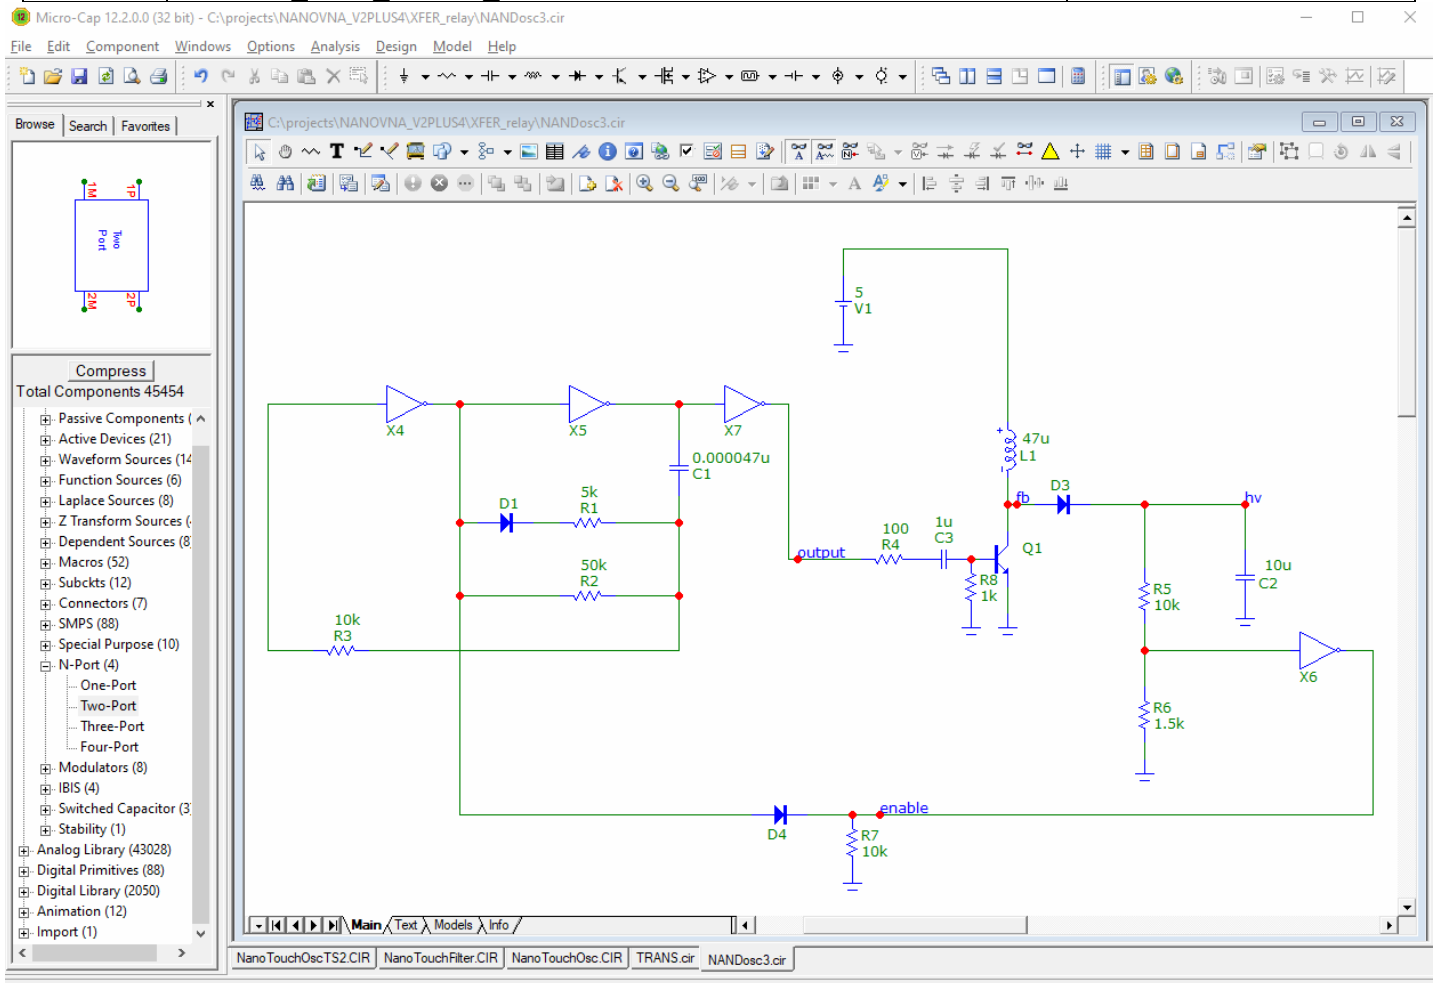 Micro-Cap 12.2.0.0 (32 bit) - C:\projects\NANOVNA_V2PLUS4\XFER_relay\NANDosc3.cir
File Edit Component Windows Options Analysis Design Model Help
Browse Search Favorites
1M 1P
Two
Port
2M 2P
Compress
Total Components 45454
Passive Components (
Active Devices (21)
Waveform Sources (14
Function Sources (6)
Laplace Sources (8)
Z Transform Sources (
Dependent Sources (8
Macros (52)
Subckts (12)
Connectors (7)
SMPS (88)
Special Purpose (10)
N-Port (4)
One-Port
Two-Port
Three-Port
Four-Port
Modulators (8)
IBIS (4)
Switched Capacitor (3
Stability (1)
Analog Library (43028)
Digital Primitives (88)
Digital Library (2050)
Animation (12)
Import (1)
C:\projects\NANOVNA_V2PLUS4\XFER_relay\NANDosc3.cir
5
V1
X4
X5
X7
47u
L1
0.000047u
C1
D1
5k
R1
50k
R2
10k
R3
output
100
R4
1u
C3
R8
1k
Q1
fb
D3
hv
R5
10k
10u
C2
X6
R6
1.5k
D4
enable
R7
10k
Main Text Models Info
NanoTouchOscTS2.CIR NanoTouchFilter.CIR NanoTouchOsc.CIR TRANS.cir NANDosc3.cir